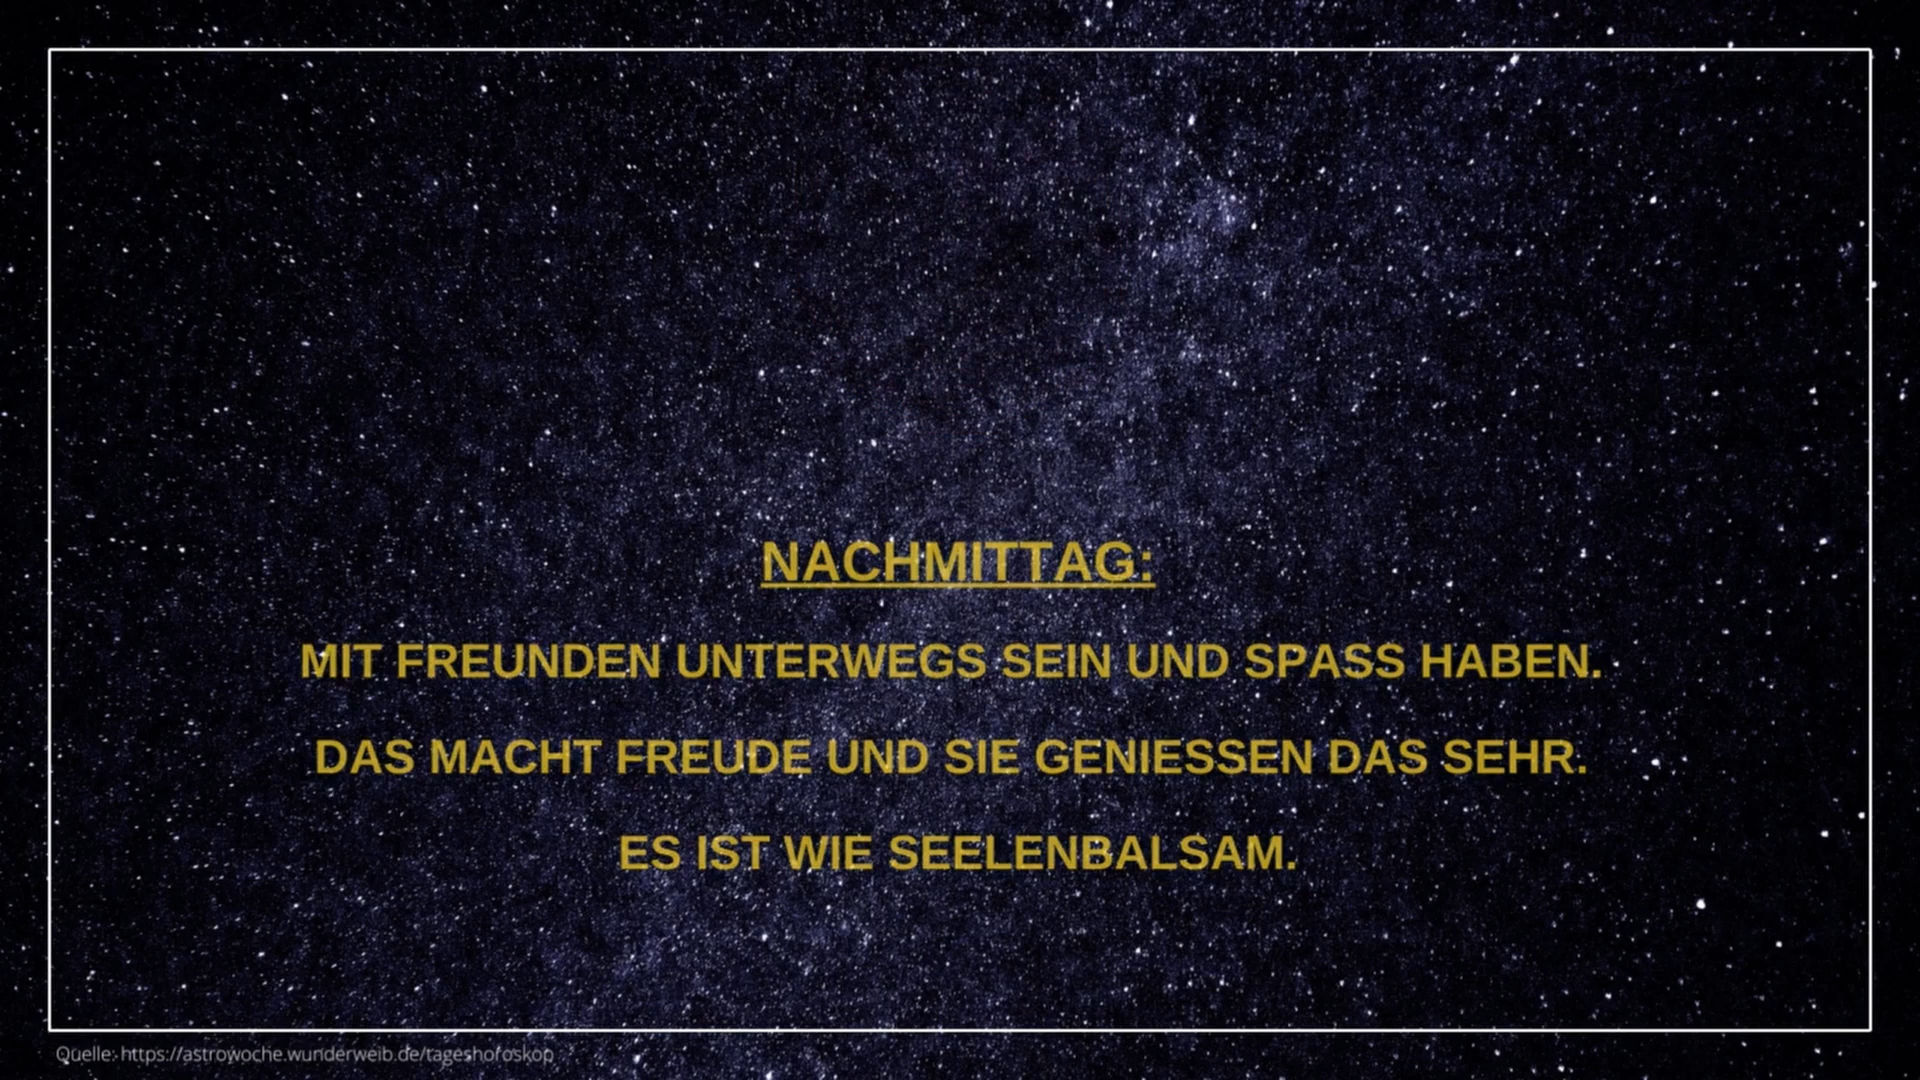 NACHMITTAG:
MIT FREUNDEN UNTERWEGS SEIN UND SPASS HABEN.
DAS MACHT FREUDE UND SIE GENIESSEN DAS SEHR.
ES IST WIE SEELENBALSAM.
Quelle: https://astrowoche.wunderweib.de/tageshoroskop